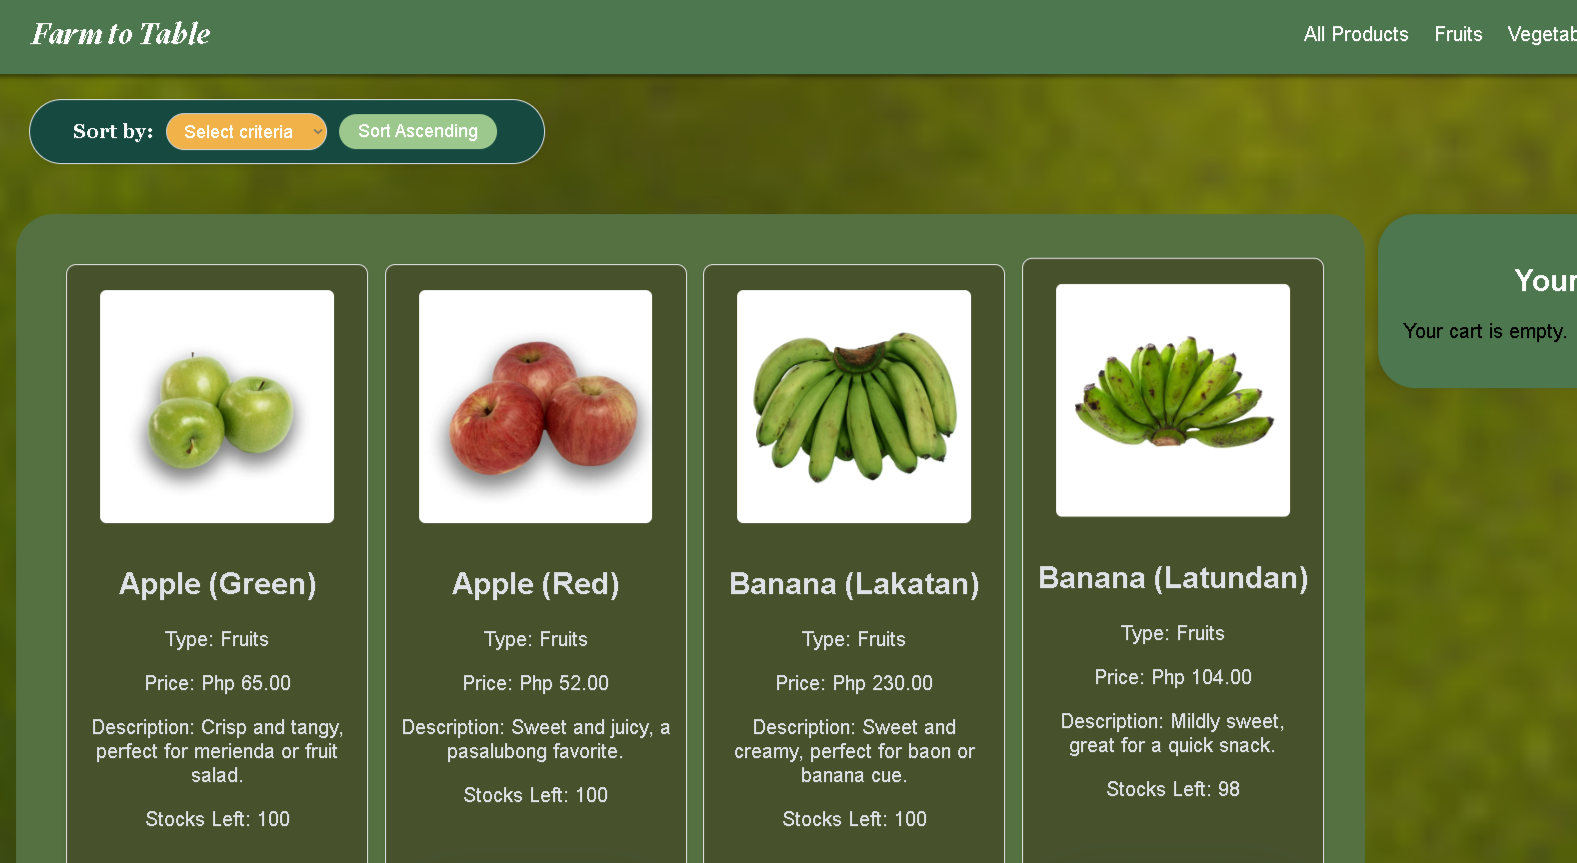 Farm to Table
All Products Fruits
Sort by: Select criteria Sort Ascending
Your
Your cart is empty.
Apple (Green)
Type: Fruits
Price: Php 65.00
Description: Crisp and tangy,
perfect for merienda or fruit
salad.
Stocks Left: 100
Apple (Red)
Type: Fruits
Price: Php 52.00
Description: Sweet and juicy, a
pasalubong favorite.
Stocks Left: 100
Banana (Lakatan)
Type: Fruits
Price: Php 230.00
Description: Sweet and
creamy, perfect for baon or
banana cue.
Stocks Left: 100
Banana (Latundan)
Type: Fruits
Price: Php 104.00
Description: Mildly sweet,
great for a quick snack.
Stocks Left: 98